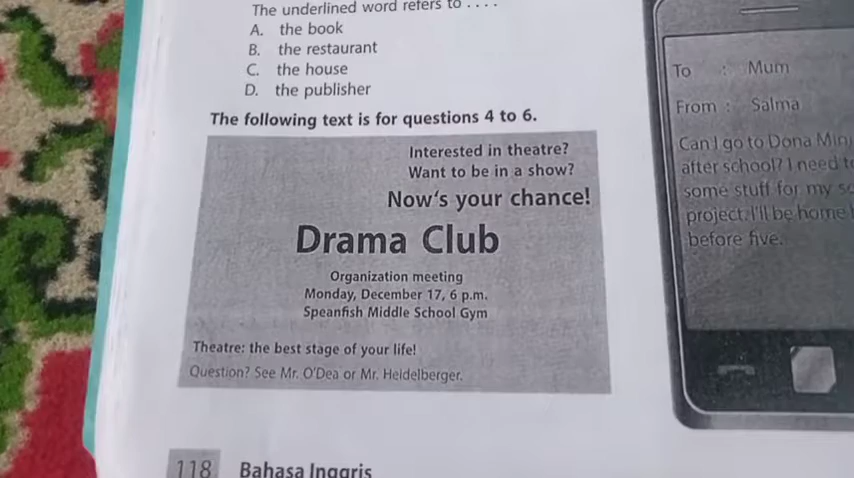 The underlined word refers to . . . .
A. the book
B. the restaurant
C. the house
D. the publisher
The following text is for questions 4 to 6.
Interested in theatre?
Want to be in a show?
Now's your chance!
Drama Club
Organization meeting
Monday, December 17, 6 p.m.
Speanfish Middle School Gym
Theatre: the best stage of your life!
Question? See Mr. O'Dea or Mr. Heidelberger.
118 Bahasa Inggris
To : Mum
From : Salma
Can I go to Dona Mini
after school? I need
some stuff for my
project. I'll be home
before five.